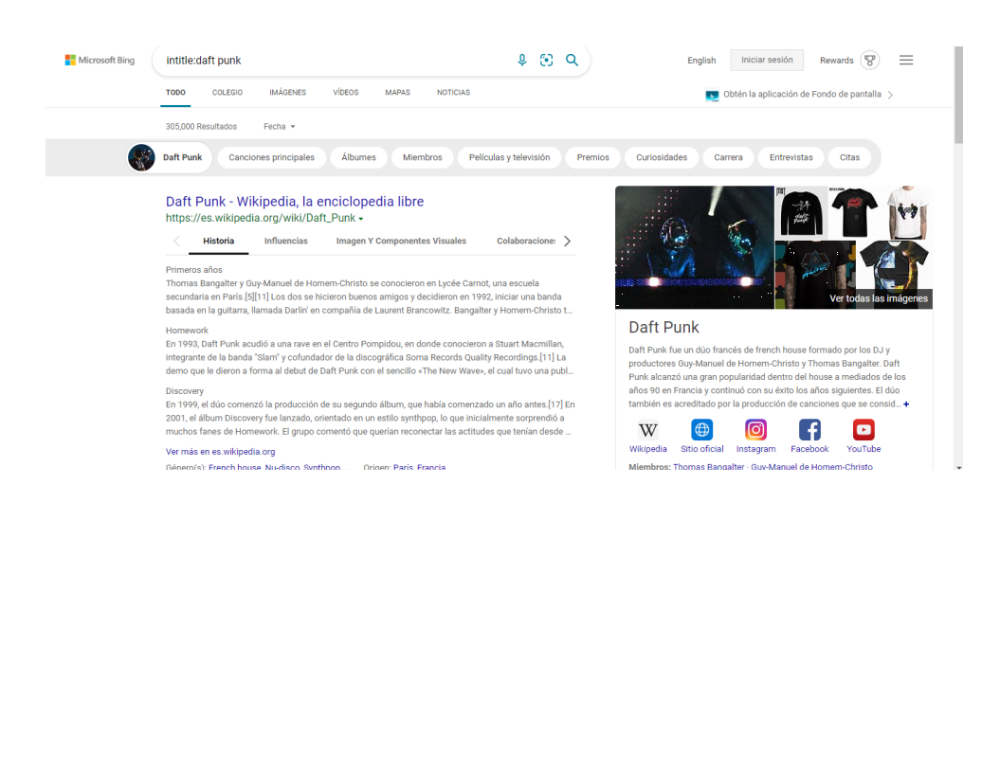 Microsoft Bing
intitle:daft punk
English
Iniciar sesión
Rewards
TODO
COLEGIO
IMÁGENES
VÍDEOS
MAPAS
NOTICIAS
Obtén la aplicación de Fondo de pantalla
305,000 Resultados
Fecha
Daft Punk
Canciones principales
Álbumes
Miembros
Películas y televisión
Premios
Curiosidades
Carrera
Entrevistas
Citas
Daft Punk - Wikipedia, la enciclopedia libre
https://es.wikipedia.org/wiki/Daft_Punk
Historia
Influencias
Imagen Y Componentes Visuales
Colaboraciones
Primeros años
Thomas Bangalter y Guy-Manuel de Homem-Christo se conocieron en Lycée Carnot, una escuela
secundaria en París.[5][11] Los dos se hicieron buenos amigos y decidieron en 1992, iniciar una banda
basada en la guitarra, llamada Darlin' en compañía de Laurent Brancowitz. Bangalter y Homem-Christo t...
Homework
En 1993, Daft Punk acudió a una rave en el Centro Pompidou, en donde conocieron a Stuart Macmillan,
integrante de la banda "Slam" y cofundador de la discográfica Soma Records Quality Recordings.[11] La
demo que le dieron a forma al debut de Daft Punk con el sencillo «The New Wave», el cual tuvo una publ...
Discovery
En 1999, el dúo comenzó la producción de su segundo álbum, que había comenzado un año antes.[17] En
2001, el álbum Discovery fue lanzado, orientado en un estilo synthpop, lo que inicialmente sorprendió a
muchos fanes de Homework. El grupo comentó que querían reconectar las actitudes que tenían desde ...
Ver más en es.wikipedia.org
Género(s): French house, Nu-disco, Synthpop
Origen: París, Francia
Ver todas las imágenes
Daft Punk
Daft Punk fue un dúo francés de french house formado por los DJ y
productores Guy-Manuel de Homem-Christo y Thomas Bangalter. Daft
Punk alcanzó una gran popularidad dentro del house a mediados de los
años 90 en Francia y continuó con su éxito los años siguientes. El dúo
también es acreditado por la producción de canciones que se consid... +
W
Wikipedia
Sitio oficial
Instagram
Facebook
YouTube
Miembros: Thomas Bangalter · Guy-Manuel de Homem-Christo